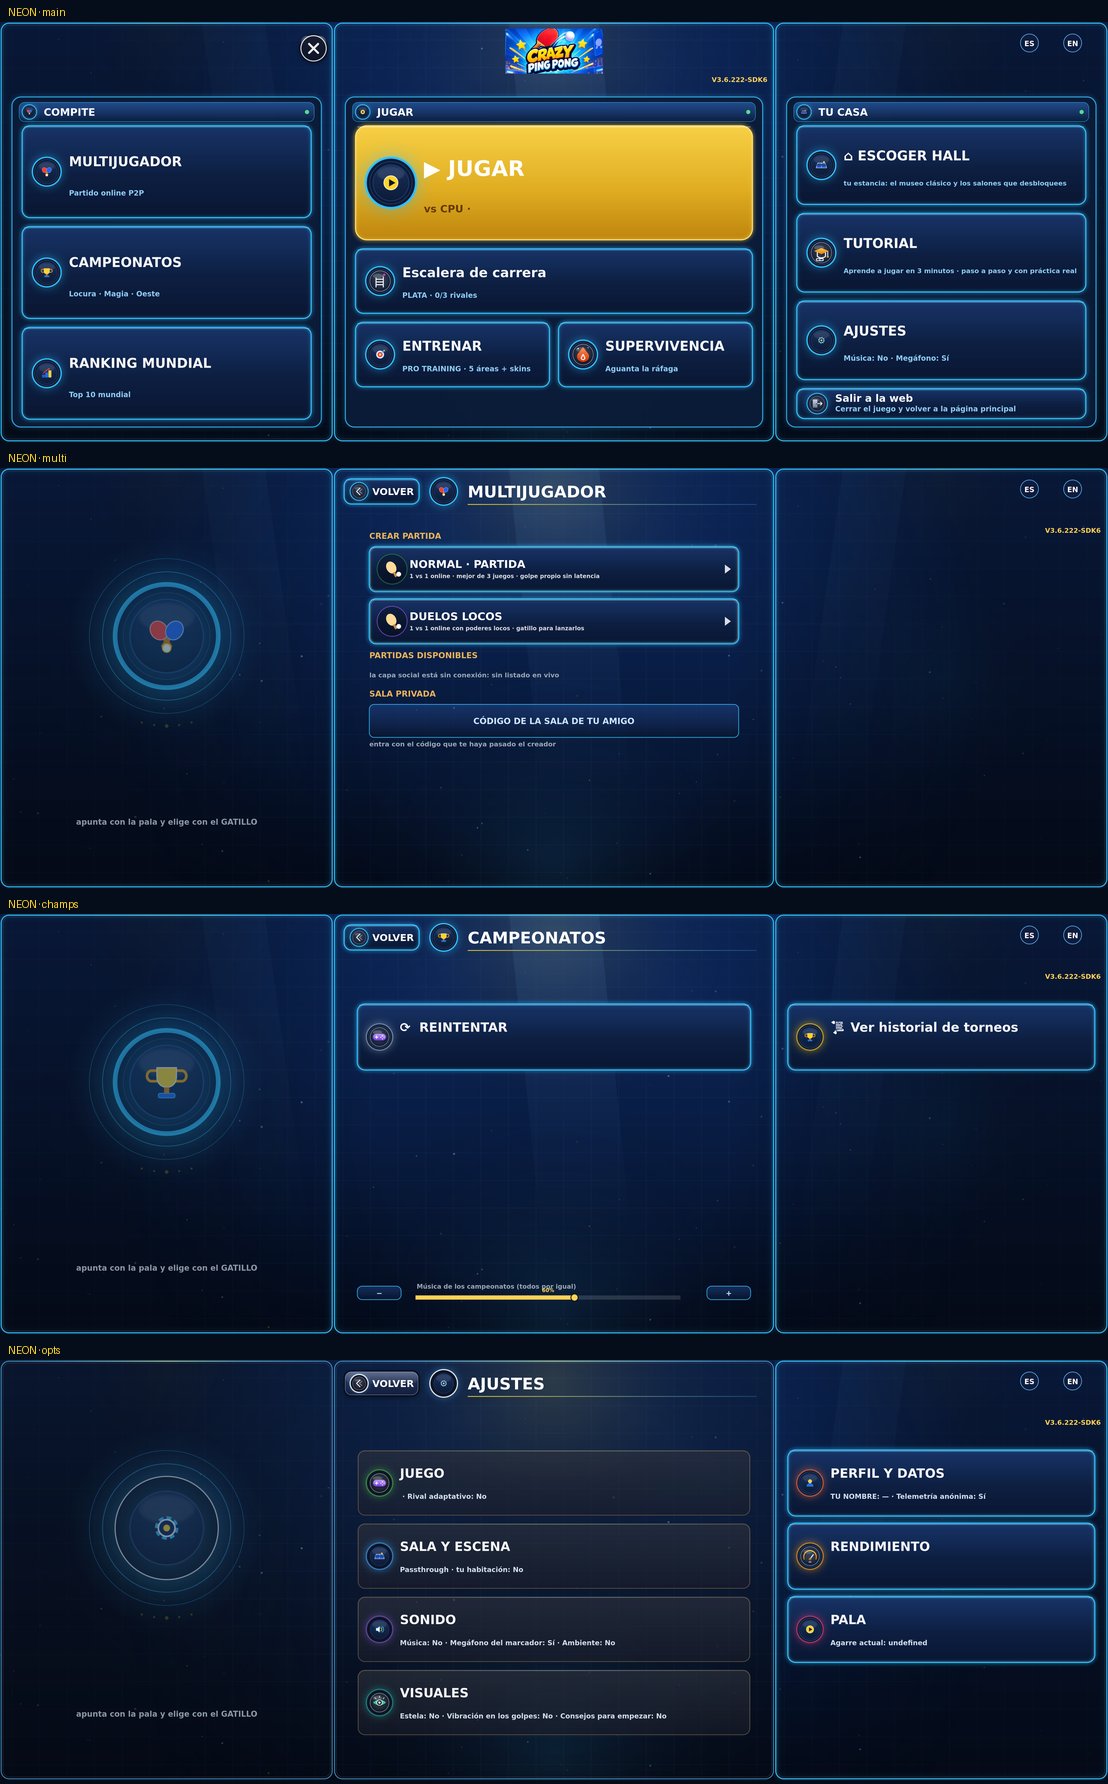 NEON · main
COMPITE
MULTIJUGADOR
Partido online P2P
CAMPEONATOS
Locura · Magia · Oeste
RANKING MUNDIAL
Top 10 mundial
CRAZY
PING PONG
V3.6.222-SDK6
JUGAR
▶ JUGAR
vs CPU ·
Escalera de carrera
PLATA · 0/3 rivales
ENTRENAR
PRO TRAINING · 5 áreas + skins
SUPERVIVENCIA
Aguanta la ráfaga
ES
EN
TU CASA
⌂ ESCOGER HALL
tu estancia: el museo clásico y los salones que desbloquees
TUTORIAL
Aprende a jugar en 3 minutos · paso a paso y con práctica real
AJUSTES
Música: No · Megáfono: Sí
Salir a la web
Cerrar el juego y volver a la página principal
NEON · multi
apunta con la pala y elige con el GATILLO
VOLVER
MULTIJUGADOR
CREAR PARTIDA
NORMAL · PARTIDA
1 vs 1 online · mejor de 3 juegos · golpe propio sin latencia
DUELOS LOCOS
1 vs 1 online con poderes locos · gatillo para lanzarlos
PARTIDAS DISPONIBLES
la capa social está sin conexión: sin listado en vivo
SALA PRIVADA
CÓDIGO DE LA SALA DE TU AMIGO
entra con el código que te haya pasado el creador
ES
EN
V3.6.222-SDK6
NEON · champs
apunta con la pala y elige con el GATILLO
VOLVER
CAMPEONATOS
⟳ REINTENTAR
Música de los campeonatos (todos por igual)
60%
−
+
ES
EN
V3.6.222-SDK6
Ver historial de torneos
NEON · opts
apunta con la pala y elige con el GATILLO
VOLVER
AJUSTES
JUEGO
· Rival adaptativo: No
SALA Y ESCENA
Passthrough · tu habitación: No
SONIDO
Música: No · Megáfono del marcador: Sí · Ambiente: No
VISUALES
Estela: No · Vibración en los golpes: No · Consejos para empezar: No
ES
EN
V3.6.222-SDK6
PERFIL Y DATOS
TU NOMBRE: — · Telemetría anónima: Sí
RENDIMIENTO
PALA
Agarre actual: undefined